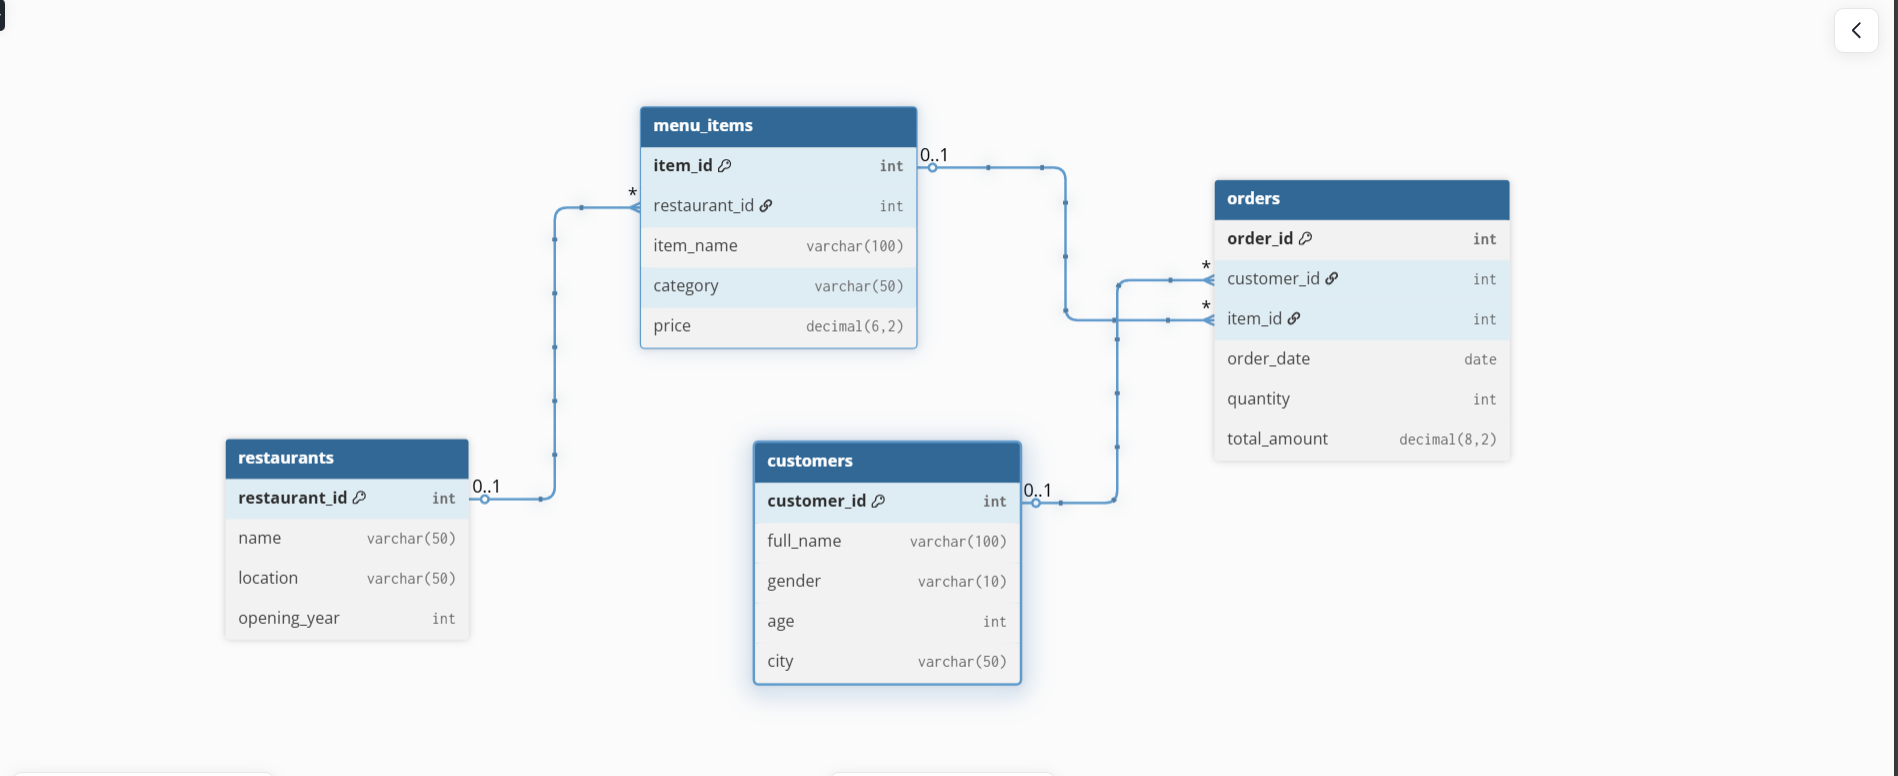 menu_items
item_id int
restaurant_id int
item_name varchar(100)
category varchar(50)
price decimal(6,2)
0..1
*
orders
order_id int
customer_id int
item_id int
order_date date
quantity int
total_amount decimal(8,2)
*
*
restaurants
restaurant_id int
name varchar(50)
location varchar(50)
opening_year int
0..1
customers
customer_id int
full_name varchar(100)
gender varchar(10)
age int
city varchar(50)
0..1